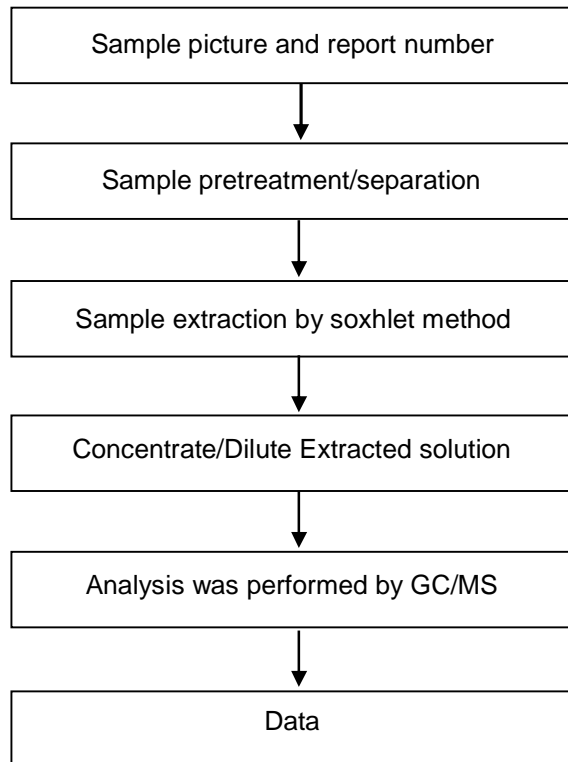 Sample picture and report number
Sample pretreatment/separation
Sample extraction by soxhlet method
Concentrate/Dilute Extracted solution
Analysis was performed by GC/MS
Data